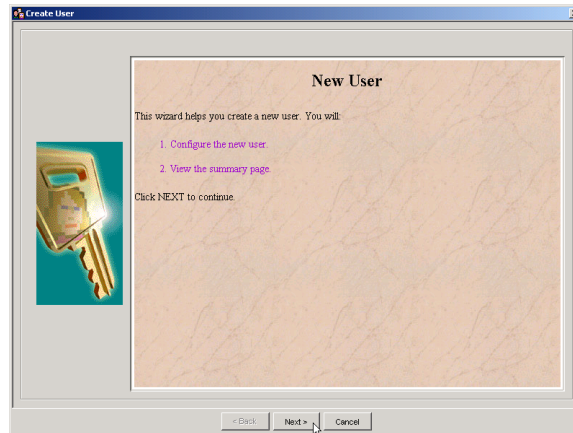 Create User
New User
This wizard helps you create a new user. You will:
1. Configure the new user.
2. View the summary page.
Click NEXT to continue.
< Back Next > Cancel